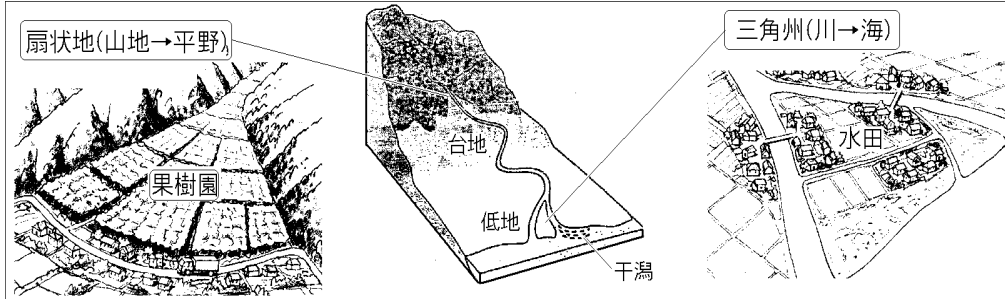 扇状地(山地→平野)
三角州(川→海)
台地
水田
果樹園
低地
干潟